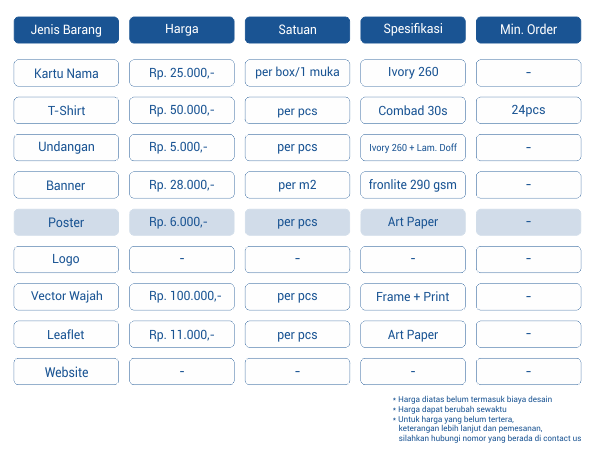 Jenis Barang Harga Satuan Spesifikasi Min. Order
Kartu Nama Rp. 25.000,- per box/1 muka Ivory 260 -
T-Shirt Rp. 50.000,- per pcs Combad 30s 24pcs
Undangan Rp. 5.000,- per pcs Ivory 260 + Lam. Doff -
Banner Rp. 28.000,- per m2 fronlite 290 gsm -
Poster Rp. 6.000,- per pcs Art Paper -
Logo - - - -
Vector Wajah Rp. 100.000,- per pcs Frame + Print -
Leaflet Rp. 11.000,- per pcs Art Paper -
Website - - - -
* Harga diatas belum termasuk biaya desain
* Harga dapat berubah sewaktu
* Untuk harga yang belum tertera,
keterangan lebih lanjut dan pemesanan,
silahkan hubungi nomor yang berada di contact us